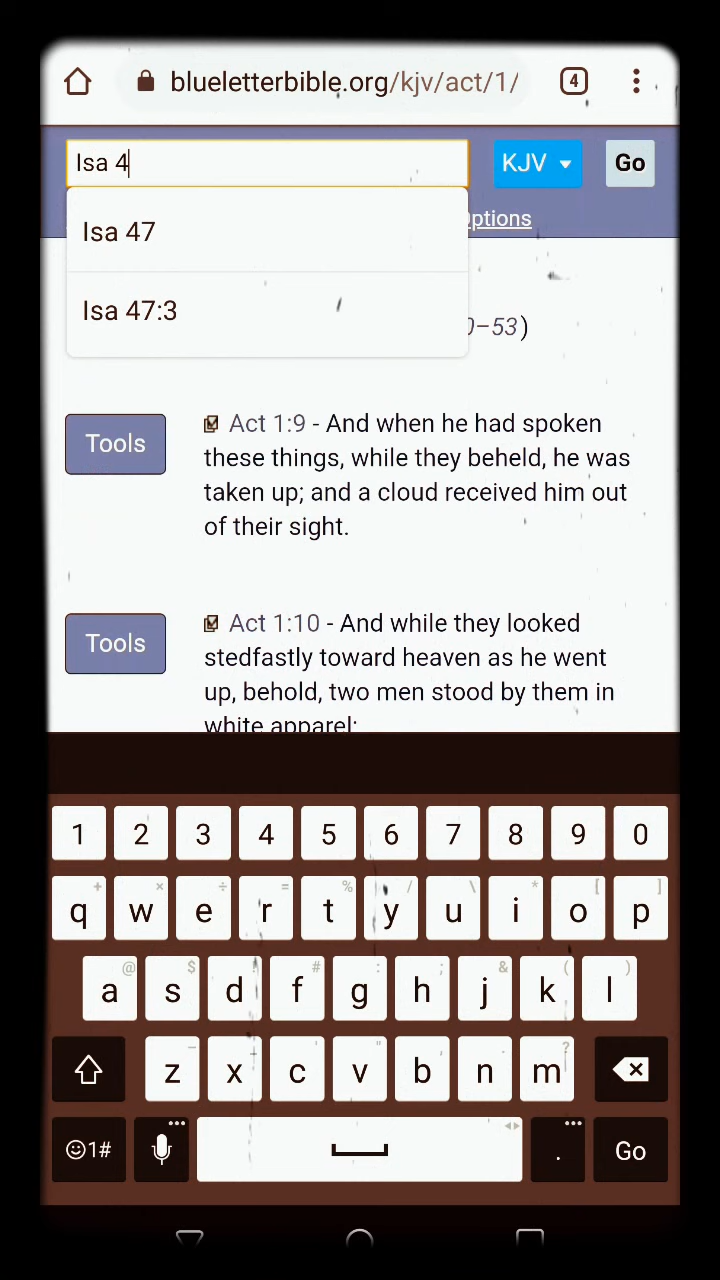 blueletterbible.org/kjv/act/1/
4
Isa 4
KJV
Go
Options
Isa 47
Isa 47:3
0–53)
Tools
Act 1:9 - And when he had spoken
these things, while they beheld, he was
taken up; and a cloud received him out
of their sight.
Tools
Act 1:10 - And while they looked
stedfastly toward heaven as he went
up, behold, two men stood by them in
white apparel:
1 2 3 4 5 6 7 8 9 0
+ × ÷ = % / \ * [ ]
q w e r t y u i o p
@ $ # : ; & ( )
a s d f g h j k l
z x c v b n m
?
1#
.
Go